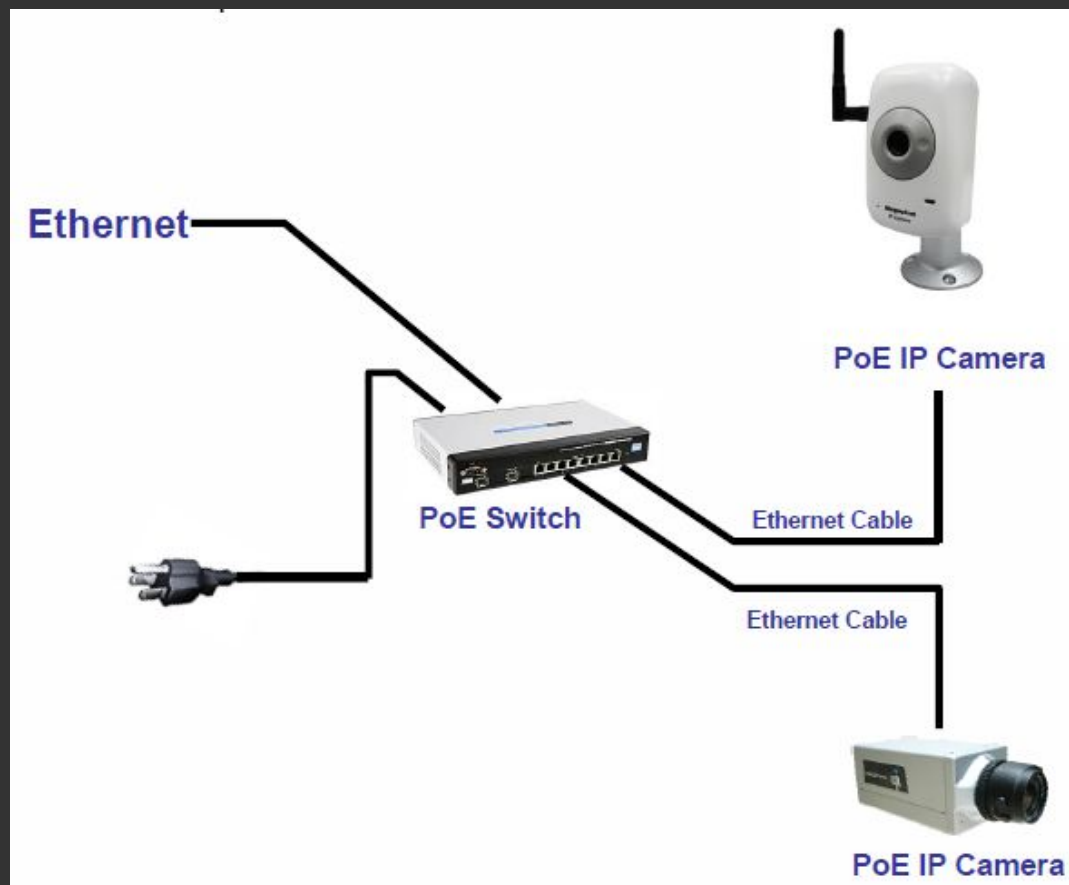 Ethernet
PoE IP Camera
PoE Switch
Ethernet Cable
Ethernet Cable
PoE IP Camera